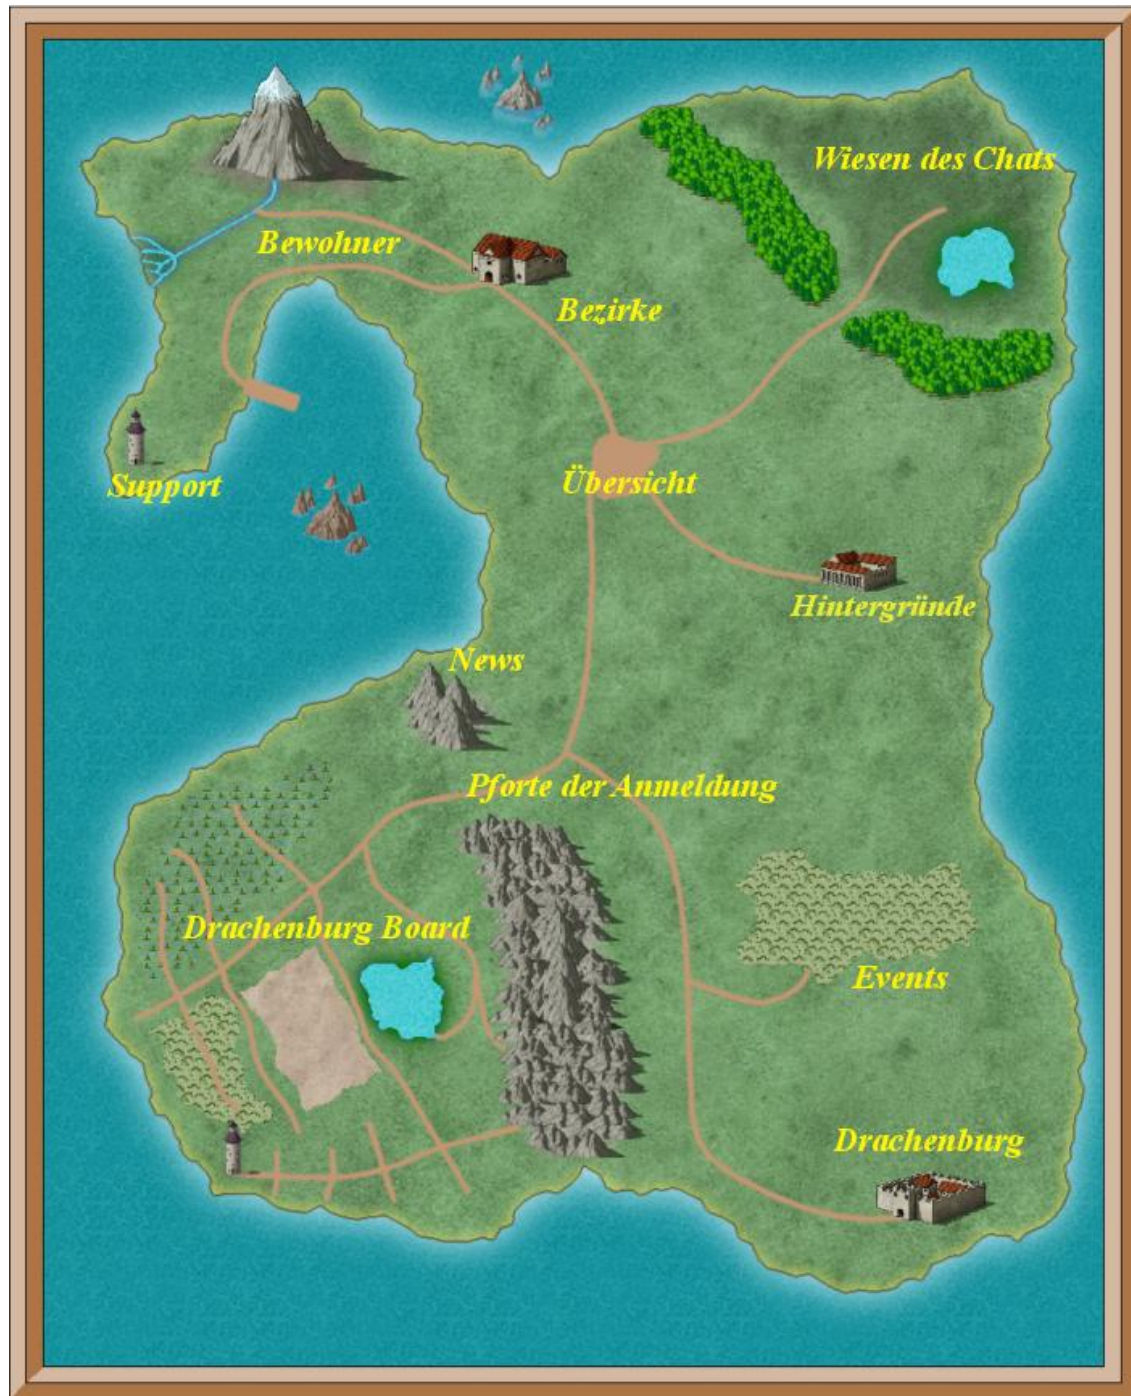 Wiesen des Chats
Bewohner
Bezirke
Support
Übersicht
Hintergründe
News
Pforte der Anmeldung
Drachenburg Board
Events
Drachenburg